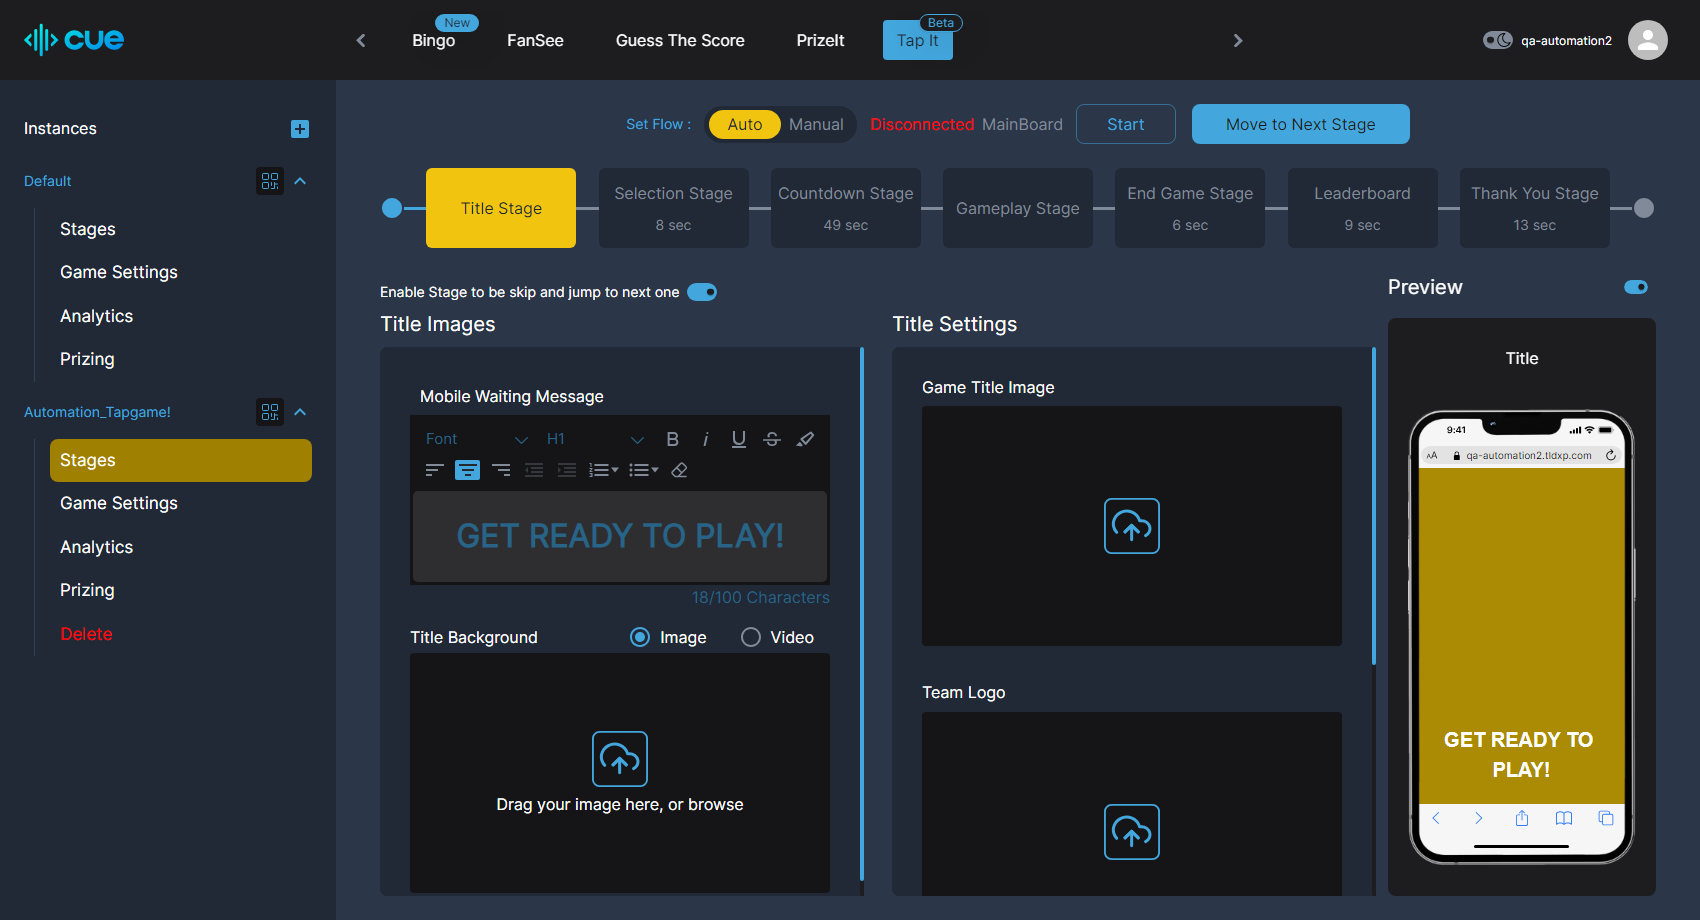 cue
New
Bingo
FanSee
Guess The Score
PrizeIt
Beta
Tap It
qa-automation2
Instances
Default
Stages
Game Settings
Analytics
Prizing
Automation_Tapgame!
Stages
Game Settings
Analytics
Prizing
Delete
Set Flow :
Auto
Manual
Disconnected MainBoard
Start
Move to Next Stage
Title Stage
Selection Stage
8 sec
Countdown Stage
49 sec
Gameplay Stage
End Game Stage
6 sec
Leaderboard
9 sec
Thank You Stage
13 sec
Enable Stage to be skip and jump to next one
Title Images
Mobile Waiting Message
Font
H1
B
i
U
S
GET READY TO PLAY!
18/100 Characters
Title Background
Image
Video
Drag your image here, or browse
Title Settings
Game Title Image
Team Logo
Preview
Title
9:41
AA
qa-automation2.tldxp.com
GET READY TO
PLAY!